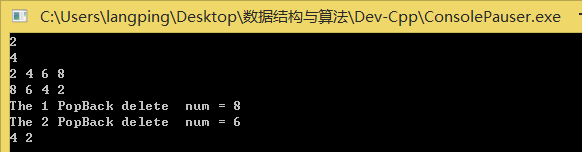 C:\Users\langping\Desktop\数据结构与算法\Dev-Cpp\ConsolePauser.exe
2
4
2 4 6 8
8 6 4 2
The 1 PopBack delete  num = 8
The 2 PopBack delete  num = 6
4 2